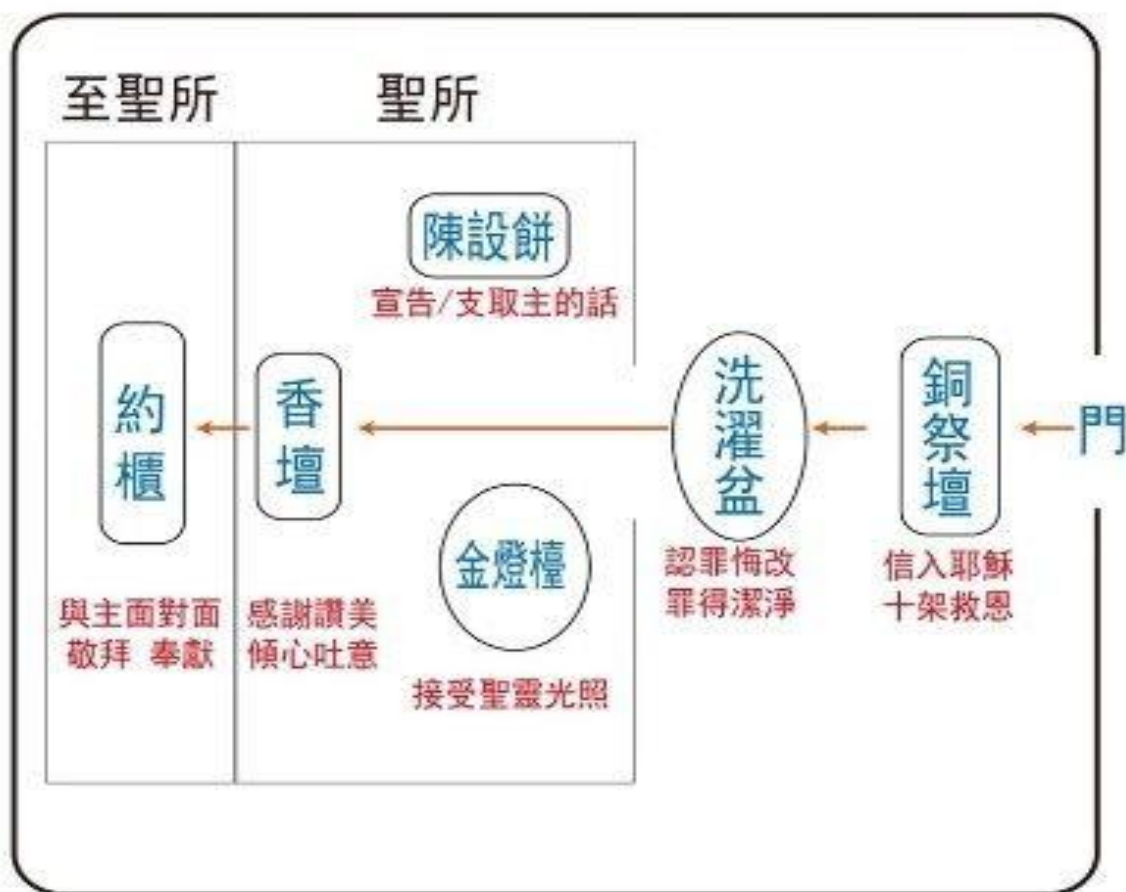 至聖所
聖所
陳設餅
宣告/支取主的話
約櫃
香壇
洗濯盆
銅祭壇
門
金燈檯
認罪悔改
罪得潔淨
信入耶穌
十架救恩
與主面對面
敬拜 奉獻
感謝讚美
傾心吐意
接受聖靈光照